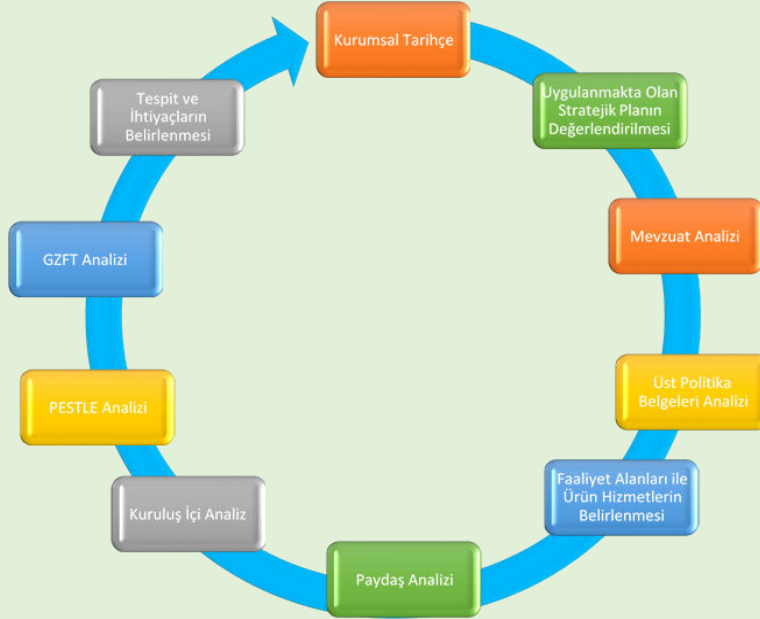 Kurumsal Tarihçe
Uygulanmakta Olan
Stratejik Planın
Değerlendirilmesi
Mevzuat Analizi
Üst Politika
Belgeleri Analizi
Faaliyet Alanları ile
Ürün Hizmetlerin
Belirlenmesi
Paydaş Analizi
Kuruluş İçi Analiz
PESTLE Analizi
GZFT Analizi
Tespit ve
İhtiyaçların
Belirlenmesi